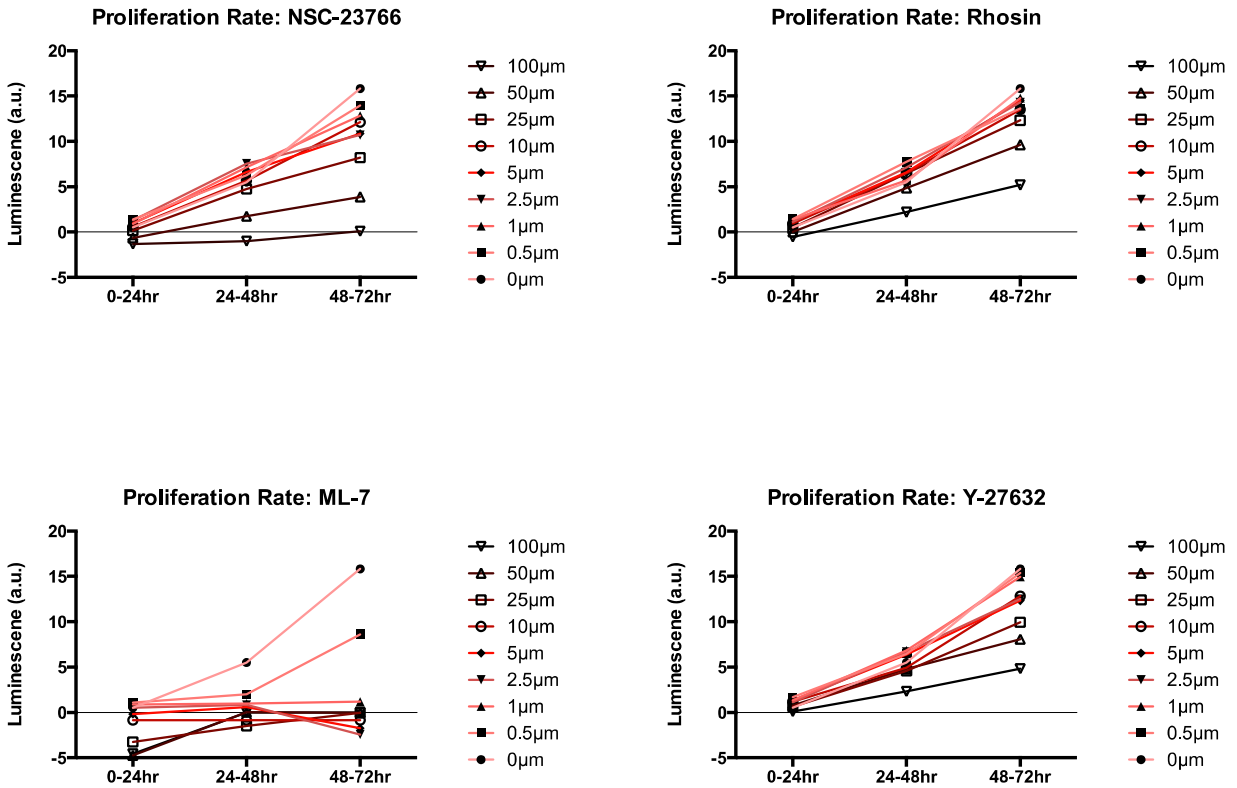 Proliferation Rate: NSC-23766
Luminescene (a.u.)
20
15
10
5
0
-5
0-24hr
24-48hr
48-72hr
100µm
50µm
25µm
10µm
5µm
2.5µm
1µm
0.5µm
0µm
Proliferation Rate: Rhosin
Luminescene (a.u.)
20
15
10
5
0
-5
0-24hr
24-48hr
48-72hr
100µm
50µm
25µm
10µm
5µm
2.5µm
1µm
0.5µm
0µm
Proliferation Rate: ML-7
Luminescene (a.u.)
20
15
10
5
0
-5
0-24hr
24-48hr
48-72hr
100µm
50µm
25µm
10µm
5µm
2.5µm
1µm
0.5µm
0µm
Proliferation Rate: Y-27632
Luminescene (a.u.)
20
15
10
5
0
-5
0-24hr
24-48hr
48-72hr
100µm
50µm
25µm
10µm
5µm
2.5µm
1µm
0.5µm
0µm